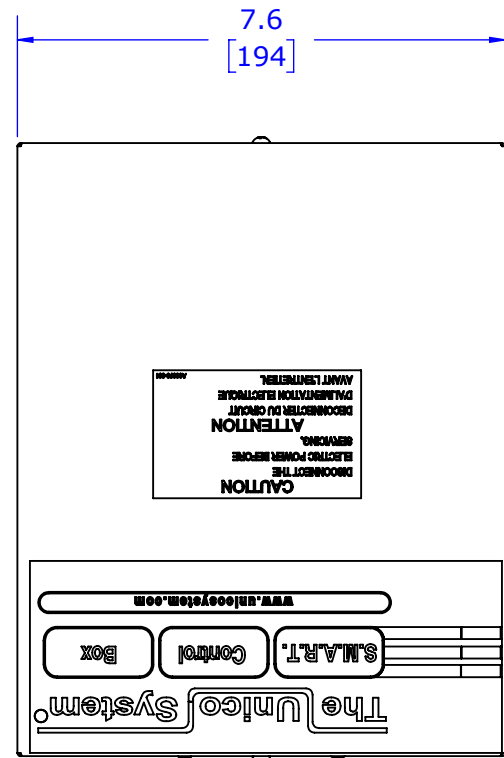 7.6
[194]
The Unico System
S.M.A.R.T. Control Box
www.unicosystem.com
CAUTION
DISCONNECT THE
ELECTRIC POWER BEFORE
SERVICING.
ATTENTION
DECONNECTER DU CIRCUIT
D'ALIMENTATION ELECTRIQUE
AVANT L'ENTRETIEN.